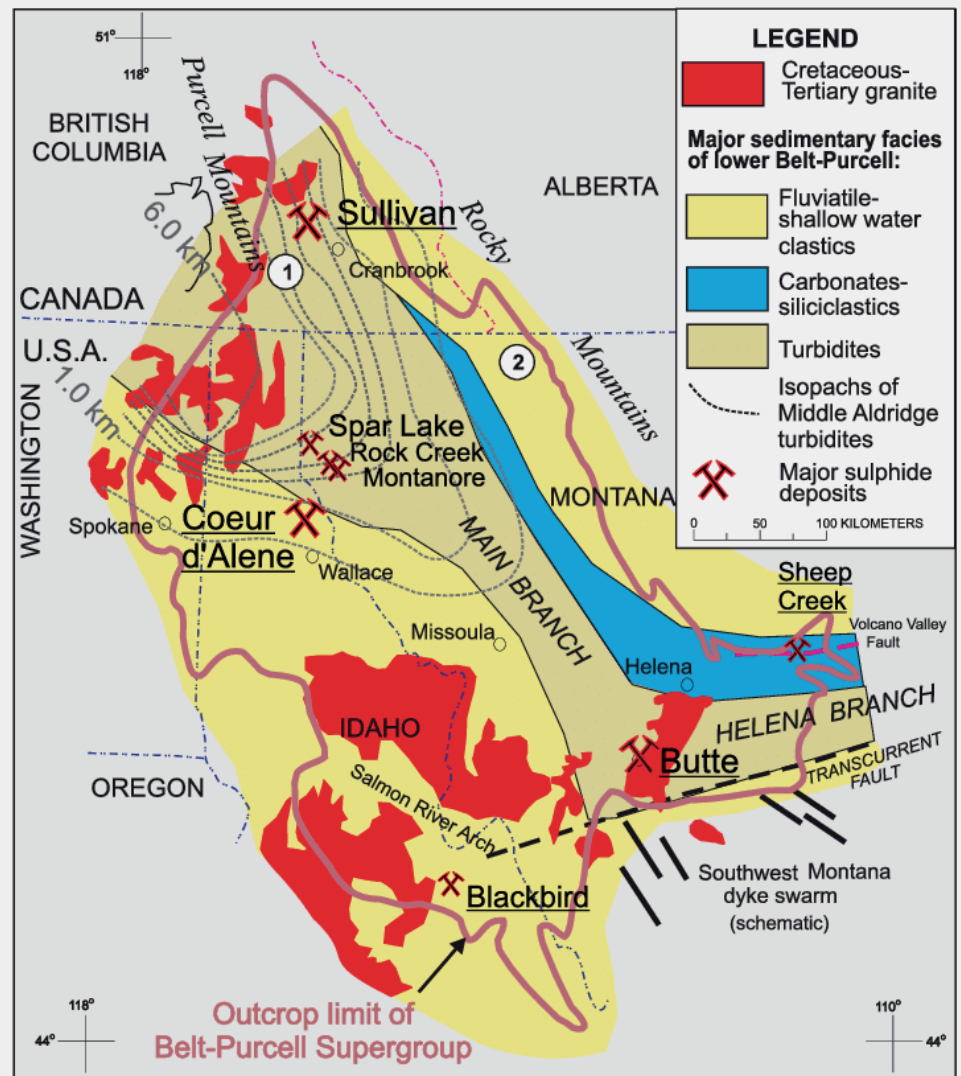 51°
118°
BRITISH
COLUMBIA
Purcell Mountains
ALBERTA
6.0 km
Sullivan
Cranbrook
1
Rocky
Mountains
CANADA
U.S.A.
1.0 km
2
WASHINGTON
Spar Lake
Rock Creek
Montanore
MONTANA
Spokane
Coeur
d'Alene
Wallace
MAIN BRANCH
Missoula
Helena
Sheep
Creek
Volcano Valley
Fault
HELENA BRANCH
IDAHO
Butte
TRANSCURRENT
FAULT
OREGON
Salmon River Arch
Blackbird
Southwest Montana
dyke swarm
(schematic)
Outcrop limit of
Belt-Purcell Supergroup
118°
44°
110°
44°
LEGEND
Cretaceous-
Tertiary granite
Major sedimentary facies
of lower Belt-Purcell:
Fluviatile-
shallow water
clastics
Carbonates-
siliciclastics
Turbidites
Isopachs of
Middle Aldridge
turbidites
Major sulphide
deposits
0 50 100 KILOMETERS